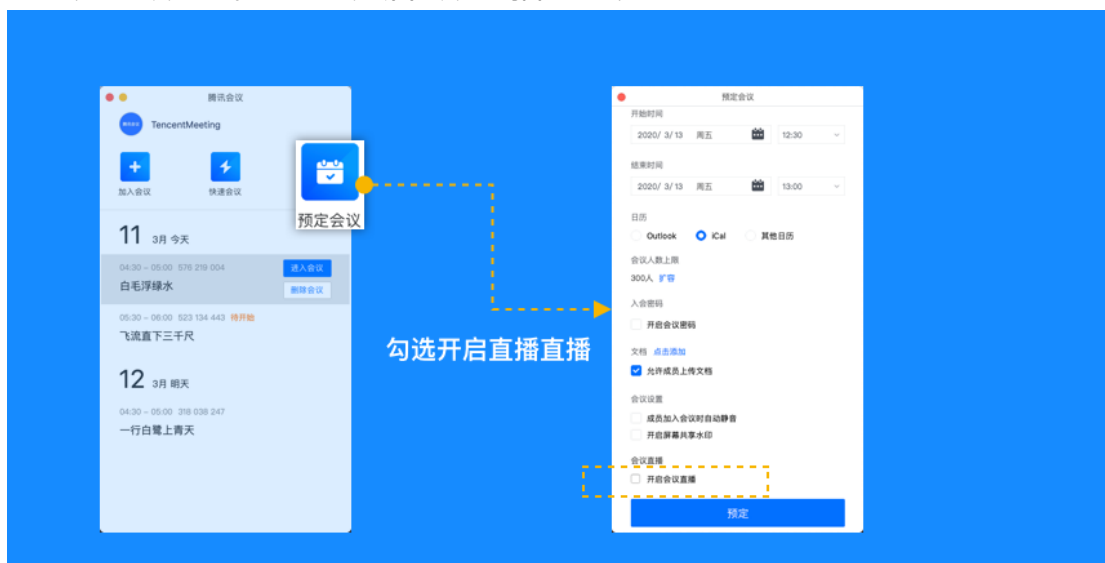 腾讯会议
TencentMeeting
加入会议
快速会议
预定会议
11 3月 今天
04:30 – 05:00 576 219 004
进入会议
白毛浮绿水
删除会议
05:30 – 06:00 523 134 443 待开始
飞流直下三千尺
12 3月 明天
04:30 – 05:00 318 038 247
一行白鹭上青天
勾选开启直播直播
预定会议
开始时间
2020/ 3/ 13 周五 12:30
结束时间
2020/ 3/ 13 周五 13:00
日历
Outlook iCal 其他日历
会议人数上限
300人 扩容
入会密码
开启会议密码
文档 点击添加
允许成员上传文档
会议设置
成员加入会议时自动静音
开启屏幕共享水印
会议直播
开启会议直播
预定